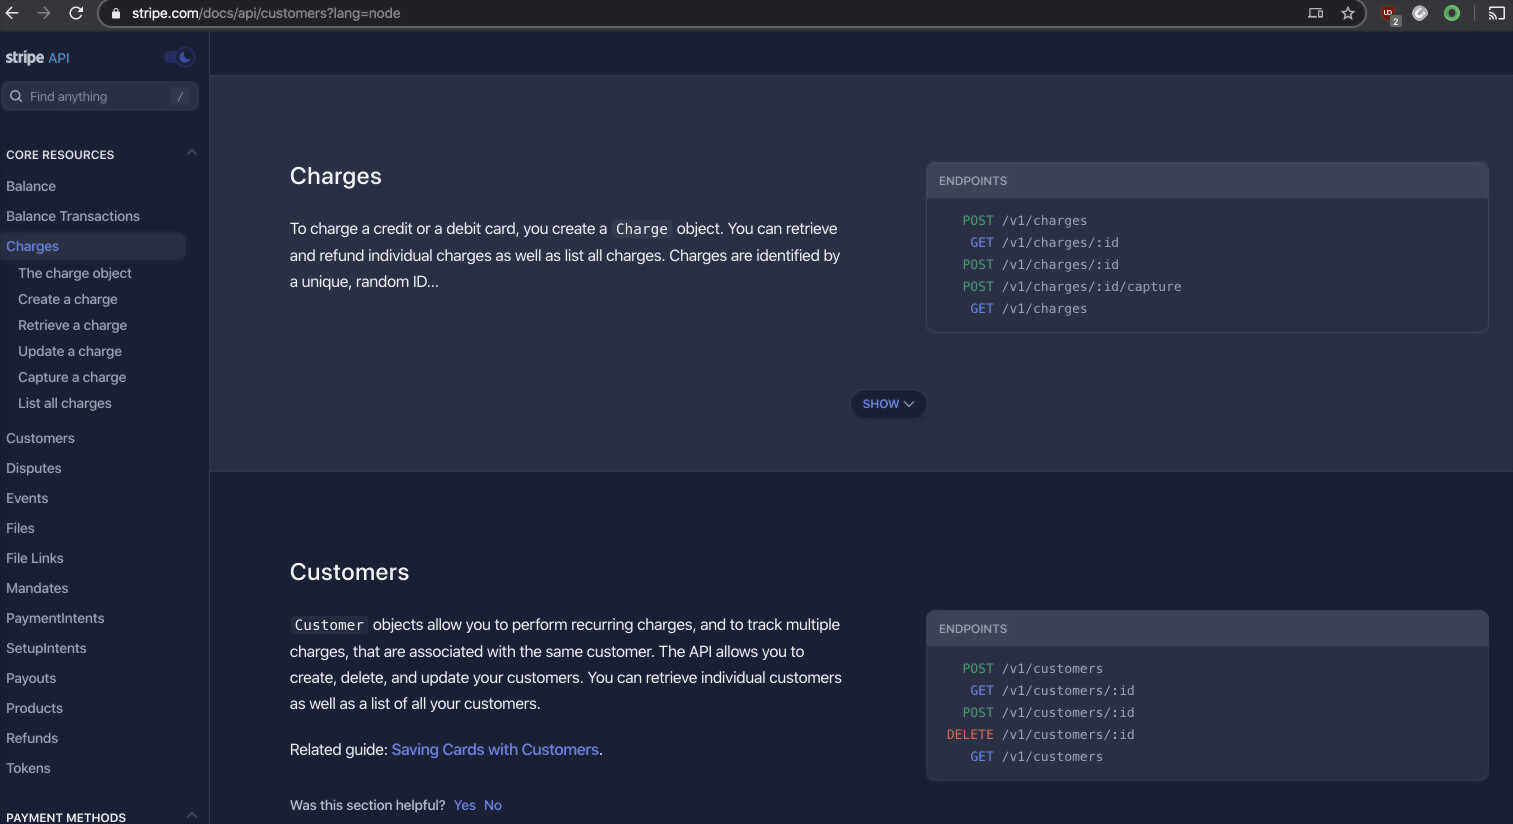 stripe.com/docs/api/customers?lang=node
2
stripe API
Find anything /
CORE RESOURCES
Balance
Balance Transactions
Charges
The charge object
Create a charge
Retrieve a charge
Update a charge
Capture a charge
List all charges
Customers
Disputes
Events
Files
File Links
Mandates
PaymentIntents
SetupIntents
Payouts
Products
Refunds
Tokens
PAYMENT METHODS
Charges
To charge a credit or a debit card, you create a Charge object. You can retrieve
and refund individual charges as well as list all charges. Charges are identified by
a unique, random ID...
ENDPOINTS
POST /v1/charges
GET /v1/charges/:id
POST /v1/charges/:id
POST /v1/charges/:id/capture
GET /v1/charges
SHOW
Customers
Customer objects allow you to perform recurring charges, and to track multiple
charges, that are associated with the same customer. The API allows you to
create, delete, and update your customers. You can retrieve individual customers
as well as a list of all your customers.
Related guide: Saving Cards with Customers.
Was this section helpful? Yes No
ENDPOINTS
POST /v1/customers
GET /v1/customers/:id
POST /v1/customers/:id
DELETE /v1/customers/:id
GET /v1/customers